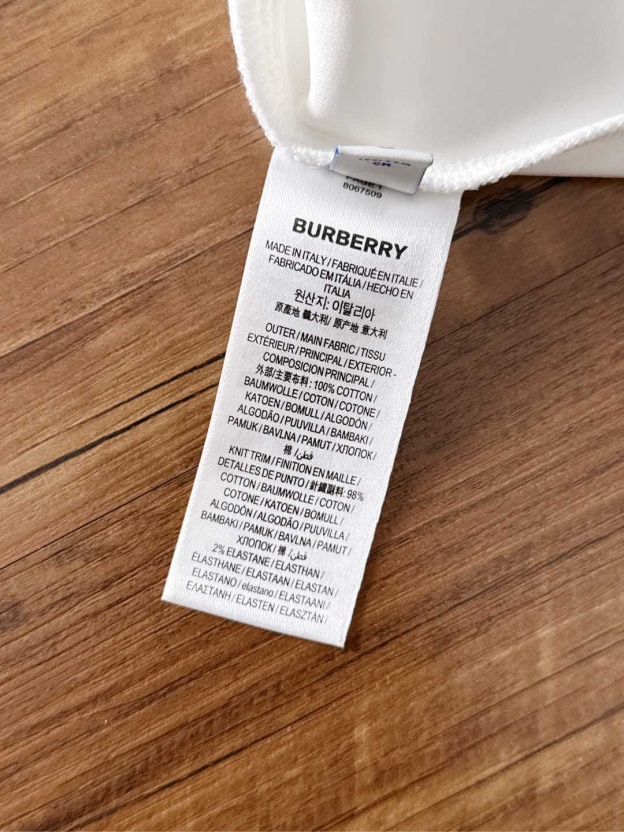 PAGE 1
8067509
BURBERRY
MADE IN ITALY / FABRIQUÉ EN ITALIE /
FABRICADO EM ITÁLIA / HECHO EN
ITALIA
원산지: 이탈리아
原產地 義大利/ 原产地 意大利
OUTER / MAIN FABRIC / TISSU
EXTÉRIEUR / PRINCIPAL / EXTERIOR -
COMPOSICIÓN PRINCIPAL /
外部/主要布料: 100% COTTON /
BAUMWOLLE / COTON / COTONE /
KATOEN / BOMULL / ALGODÓN /
ALGODÃO / PUUVILLA / BAMBAKI /
PAMUK / BAVLNA / PAMUT / ХЛОПОК /
棉 /قطن
KNIT TRIM / FINITION EN MAILLE /
DETALLES DE PUNTO / 針織副料: 98%
COTTON / BAUMWOLLE / COTON /
COTONE / KATOEN / BOMULL /
ALGODÓN / ALGODÃO / PUUVILLA /
BAMBAKI / PAMUK / BAVLNA / PAMUT /
ХЛОПОК / 棉 /قطن
2% ELASTANE / ELASTHAN /
ÉLASTHANE / ELASTAAN / ELASTAN /
ELASTANO / elastano / ELASTAANI /
ΕΛΑΣΤΑΝΗ / ELASTEN / ELASZTÁN /